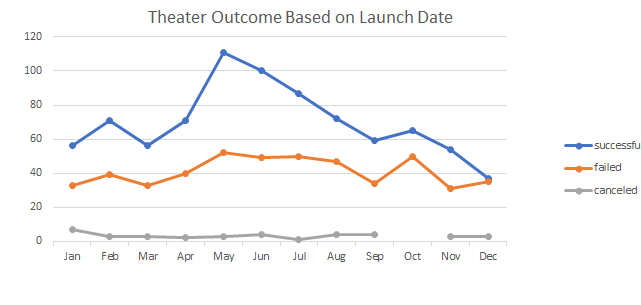 Theater Outcome Based on Launch Date
120
100
80
60
40
20
0
Jan Feb Mar Apr May Jun Jul Aug Sep Oct Nov Dec
successfu
failed
canceled